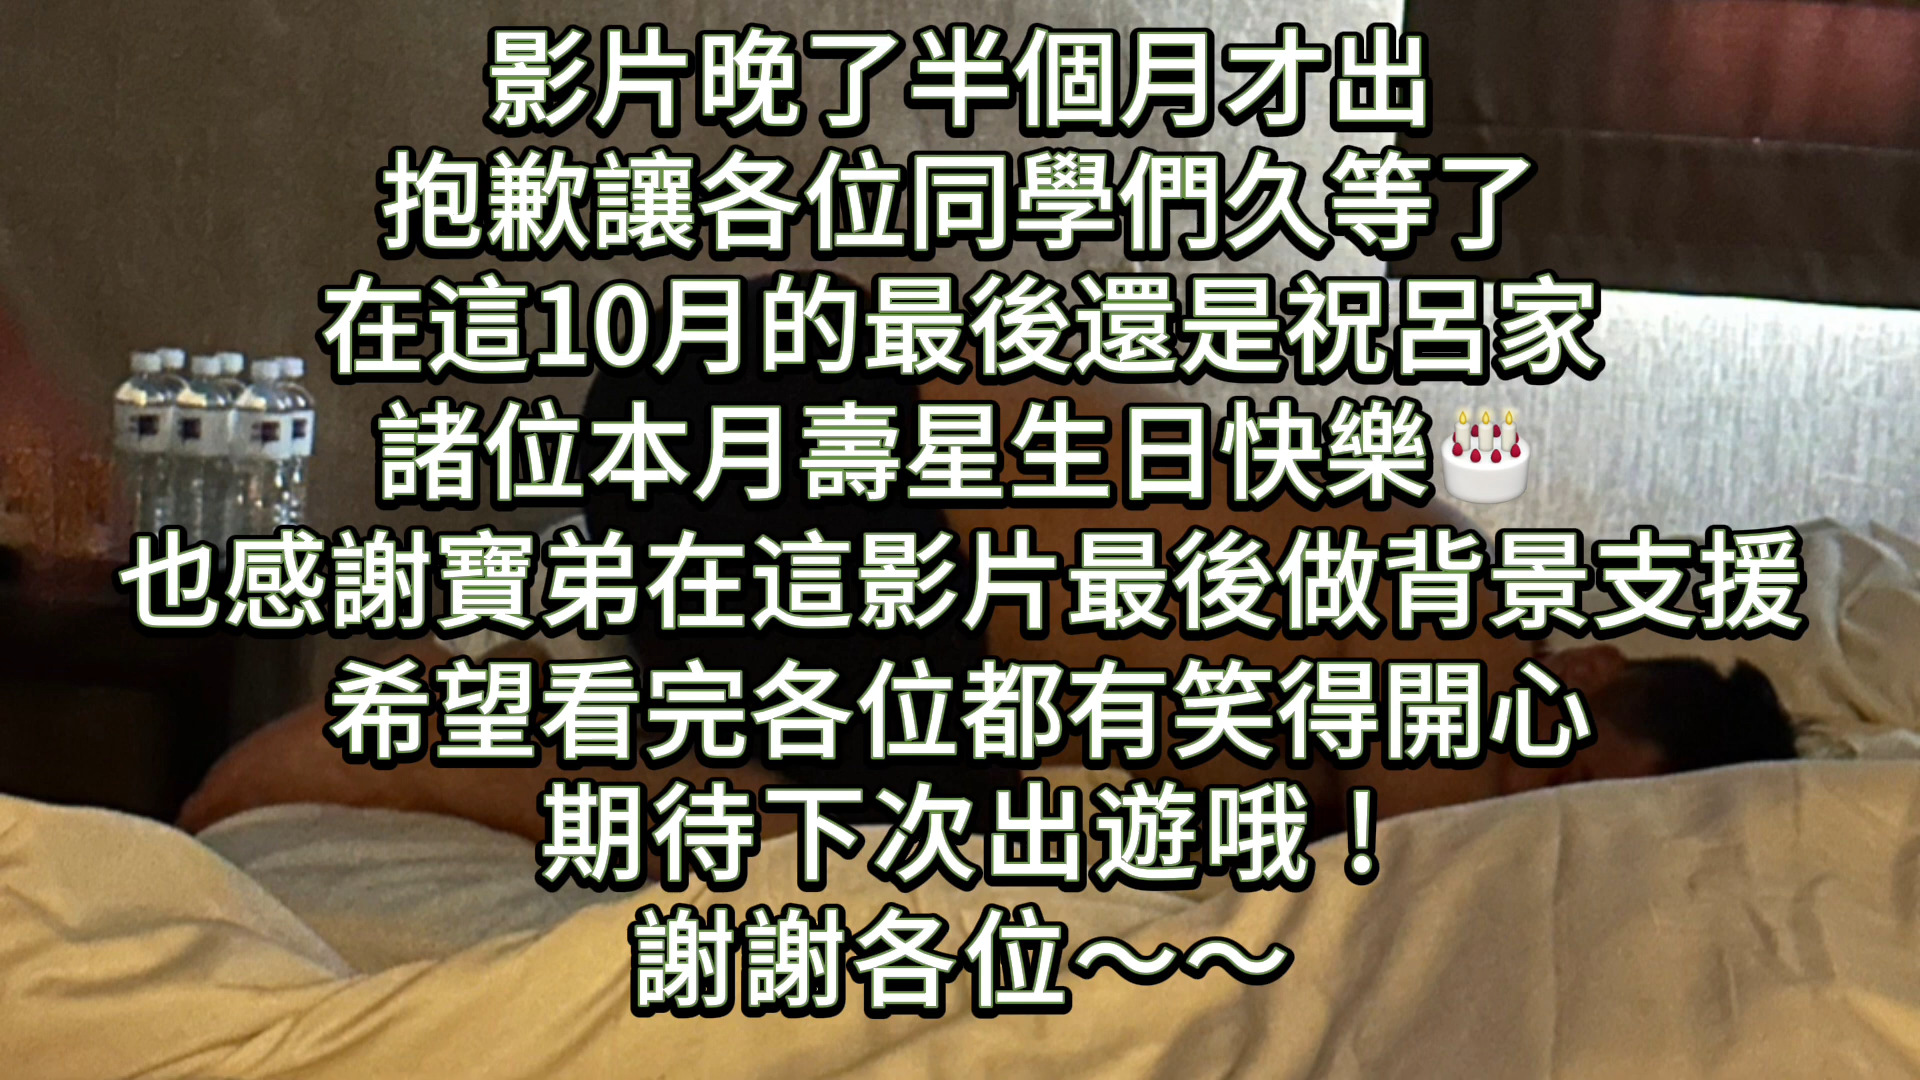 影片晚了半個月才出
抱歉讓各位同學們久等了
在這10月的最後還是祝呂家
諸位本月壽星生日快樂🎂
也感謝寶弟在這影片最後做背景支援
希望看完各位都有笑得開心
期待下次出遊哦！
謝謝各位～～